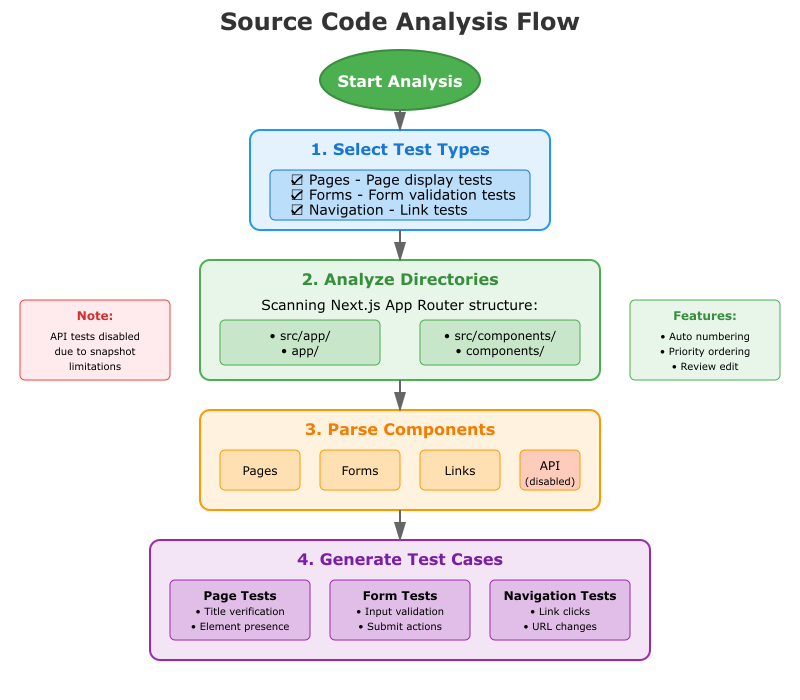 Source Code Analysis Flow
Start Analysis
1. Select Test Types
☑ Pages - Page display tests
☑ Forms - Form validation tests
☑ Navigation - Link tests
2. Analyze Directories
Scanning Next.js App Router structure:
• src/app/
• app/
• src/components/
• components/
Note:
API tests disabled
due to snapshot
limitations
Features:
• Auto numbering
• Priority ordering
• Review edit
3. Parse Components
Pages
Forms
Links
API
(disabled)
4. Generate Test Cases
Page Tests
• Title verification
• Element presence
Form Tests
• Input validation
• Submit actions
Navigation Tests
• Link clicks
• URL changes